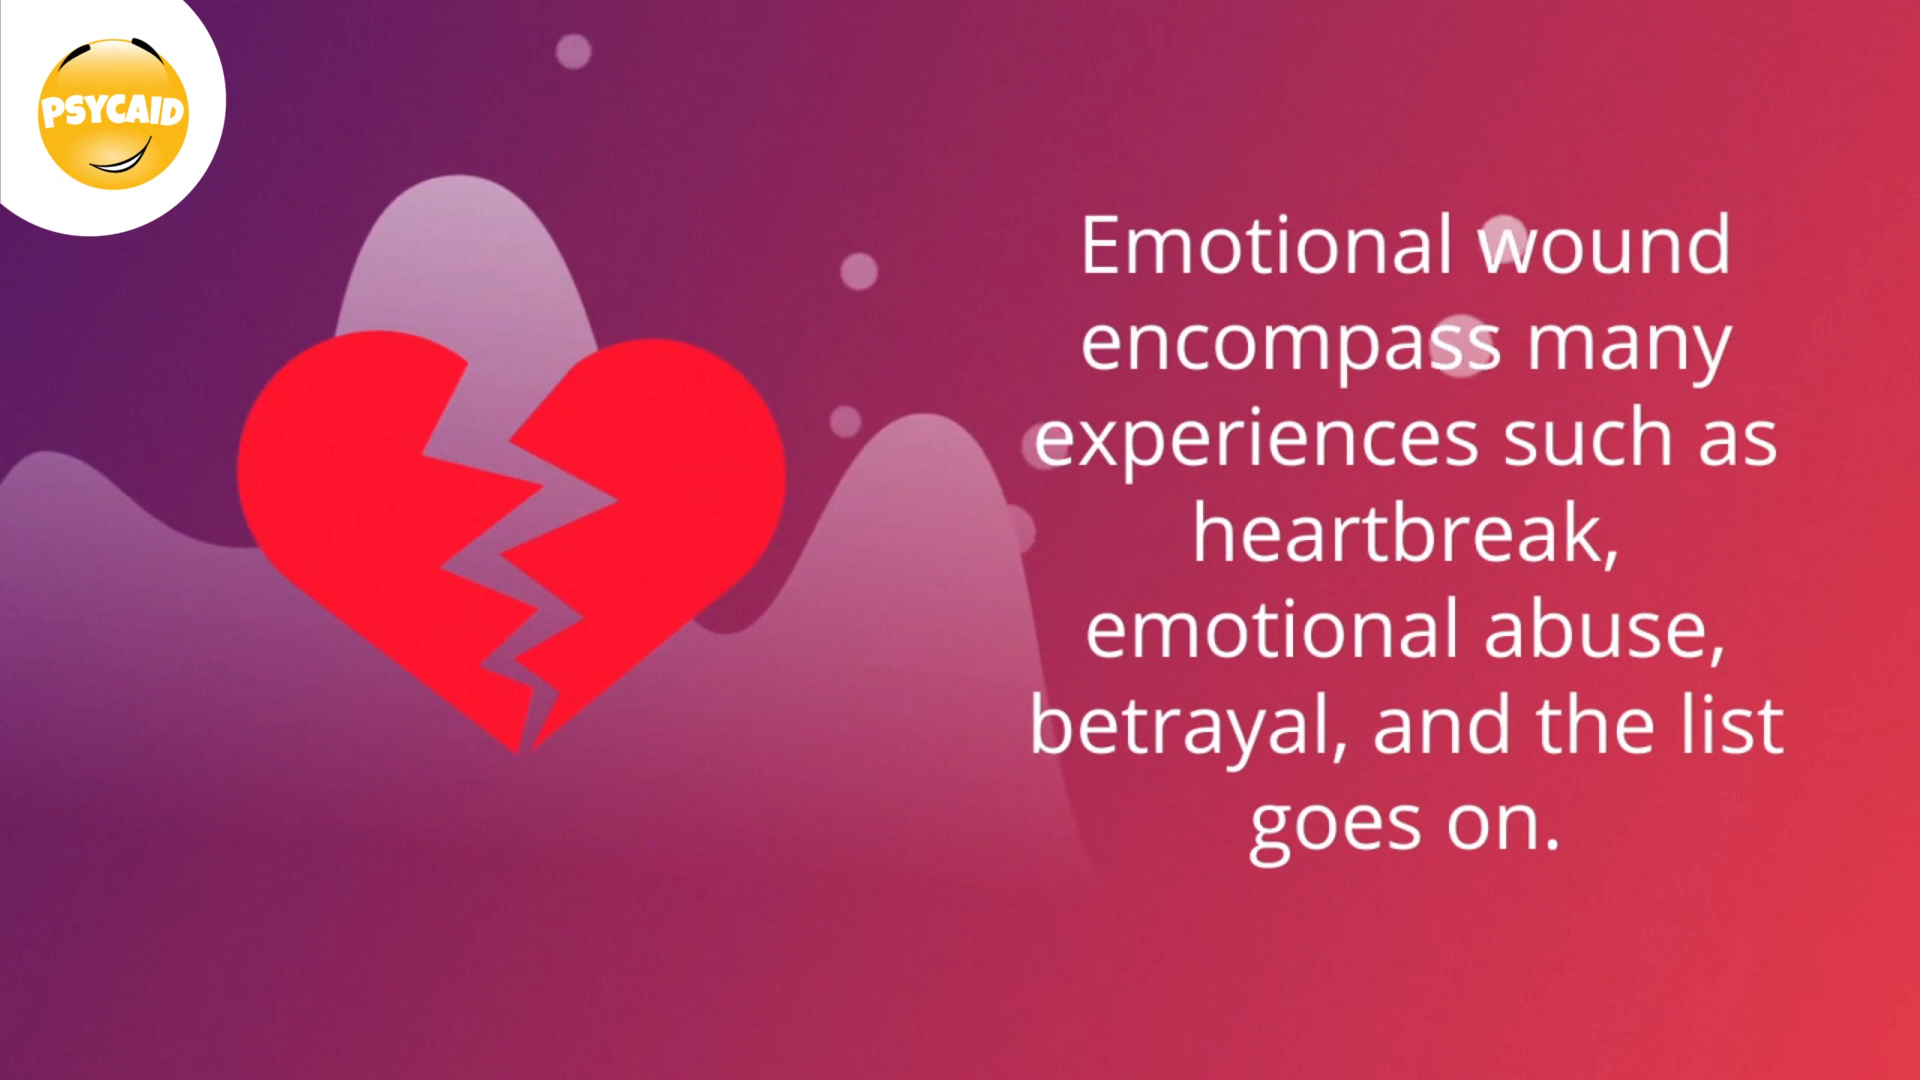 PSYCAID
Emotional wound
encompass many
experiences such as
heartbreak,
emotional abuse,
betrayal, and the list
goes on.